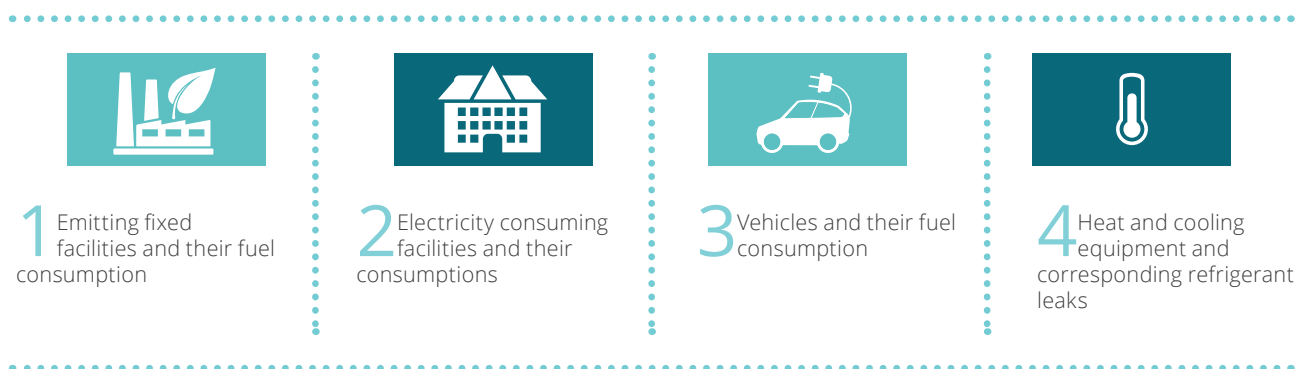 1 Emitting fixed
facilities and their fuel
consumption
2 Electricity consuming
facilities and their
consumptions
3 Vehicles and their fuel
consumption
4 Heat and cooling
equipment and
corresponding refrigerant
leaks